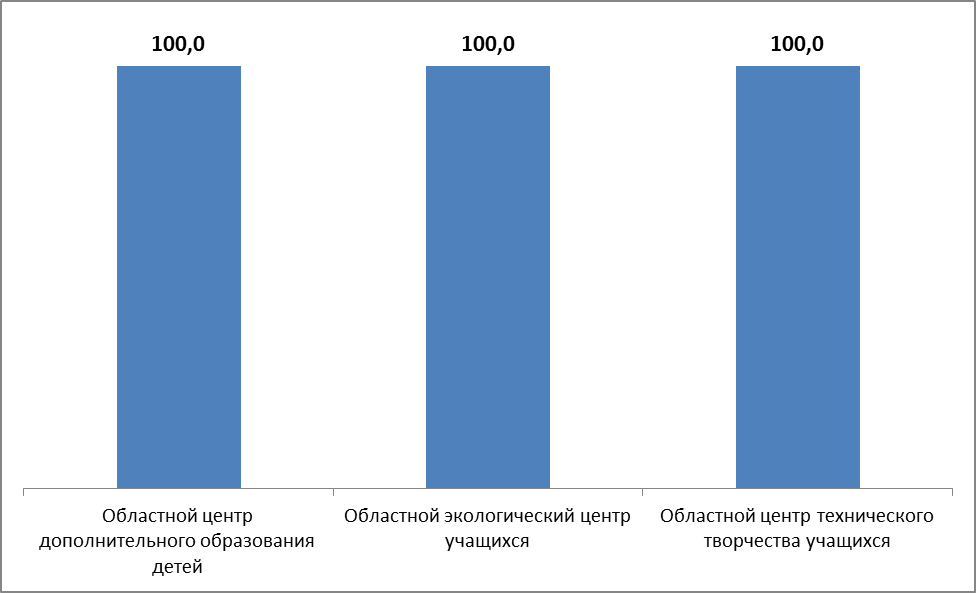 100,0
100,0
100,0
Областной центр
дополнительного образования
детей
Областной экологический центр
учащихся
Областной центр технического
творчества учащихся